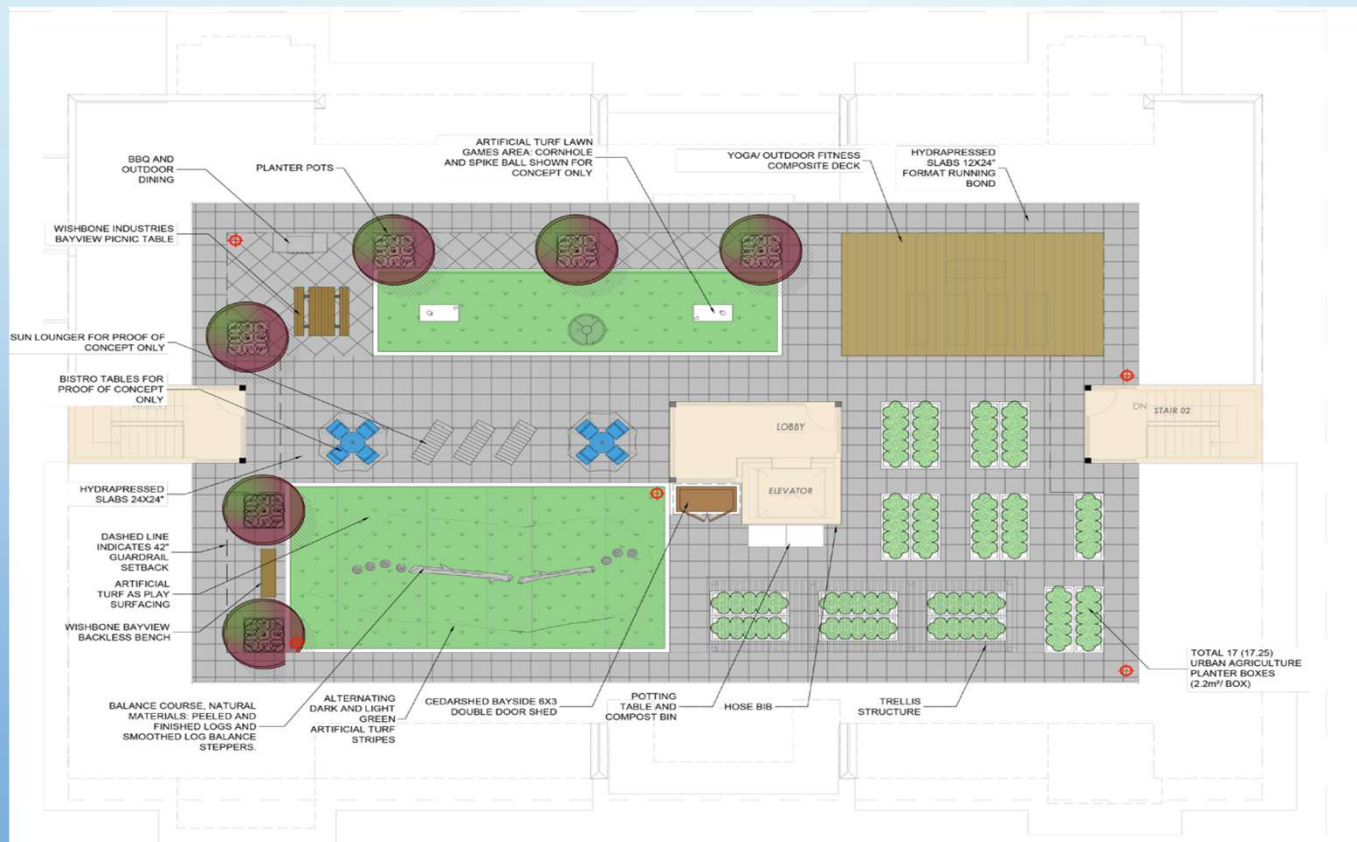 BBQ AND
OUTDOOR
DINING
PLANTER POTS
ARTIFICIAL TURF LAWN
GAMES AREA: CORNHOLE
AND SPIKE BALL SHOWN FOR
CONCEPT ONLY
YOGA/ OUTDOOR FITNESS
COMPOSITE DECK
HYDRAPRESSED
SLABS 12X24"
FORMAT RUNNING
BOND
WISHBONE INDUSTRIES
BAYVIEW PICNIC TABLE
SUN LOUNGER FOR PROOF OF
CONCEPT ONLY
BISTRO TABLES FOR
PROOF OF CONCEPT
ONLY
LOBBY
ELEVATOR
DN
STAIR 02
HYDRAPRESSED
SLABS 24X24"
DASHED LINE
INDICATES 42"
GUARDRAIL
SETBACK
ARTIFICIAL
TURF AS PLAY
SURFACING
WISHBONE BAYVIEW
BACKLESS BENCH
BALANCE COURSE, NATURAL
MATERIALS: PEELED AND
FINISHED LOGS AND
SMOOTHED LOG BALANCE
STEPPERS.
ALTERNATING
DARK AND LIGHT
GREEN
ARTIFICIAL TURF
STRIPES
CEDARSHED BAYSIDE 6X3
DOUBLE DOOR SHED
POTTING
TABLE AND
COMPOST BIN
HOSE BIB
TRELLIS
STRUCTURE
TOTAL 17 (17.25)
URBAN AGRICULTURE
PLANTER BOXES
(2.2m²/ BOX)